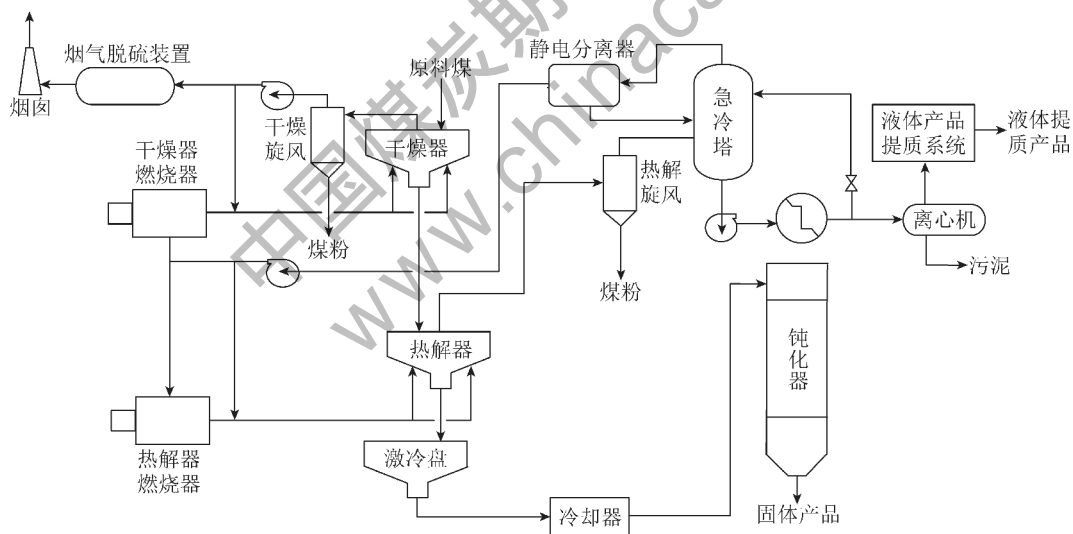 烟气脱硫装置
烟囱
静电分离器
原料煤
急
冷
塔
液体产品
提质系统
液体提
质产品
干燥
旋风
干燥器
热解
旋风
干燥器
燃烧器
离心机
煤粉
煤粉
污泥
热解器
钝
化
器
热解器
燃烧器
激冷盘
冷却器
固体产品
中国煤炭期
www.chinaca